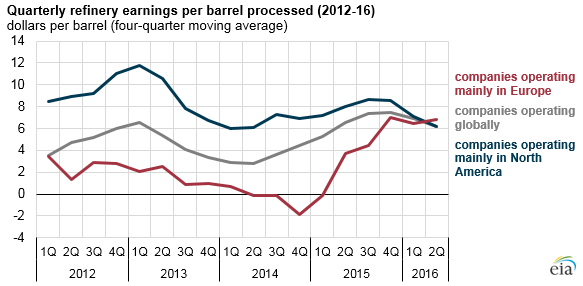 Quarterly refinery earnings per barrel processed (2012-16)
dollars per barrel (four-quarter moving average)
14
12
10
8
6
4
2
0
-2
-4
companies operating
mainly in Europe
companies operating
globally
companies operating
mainly in North
America
1Q 2Q 3Q 4Q 1Q 2Q 3Q 4Q 1Q 2Q 3Q 4Q 1Q 2Q 3Q 4Q 1Q 2Q
2012 2013 2014 2015 2016
eia